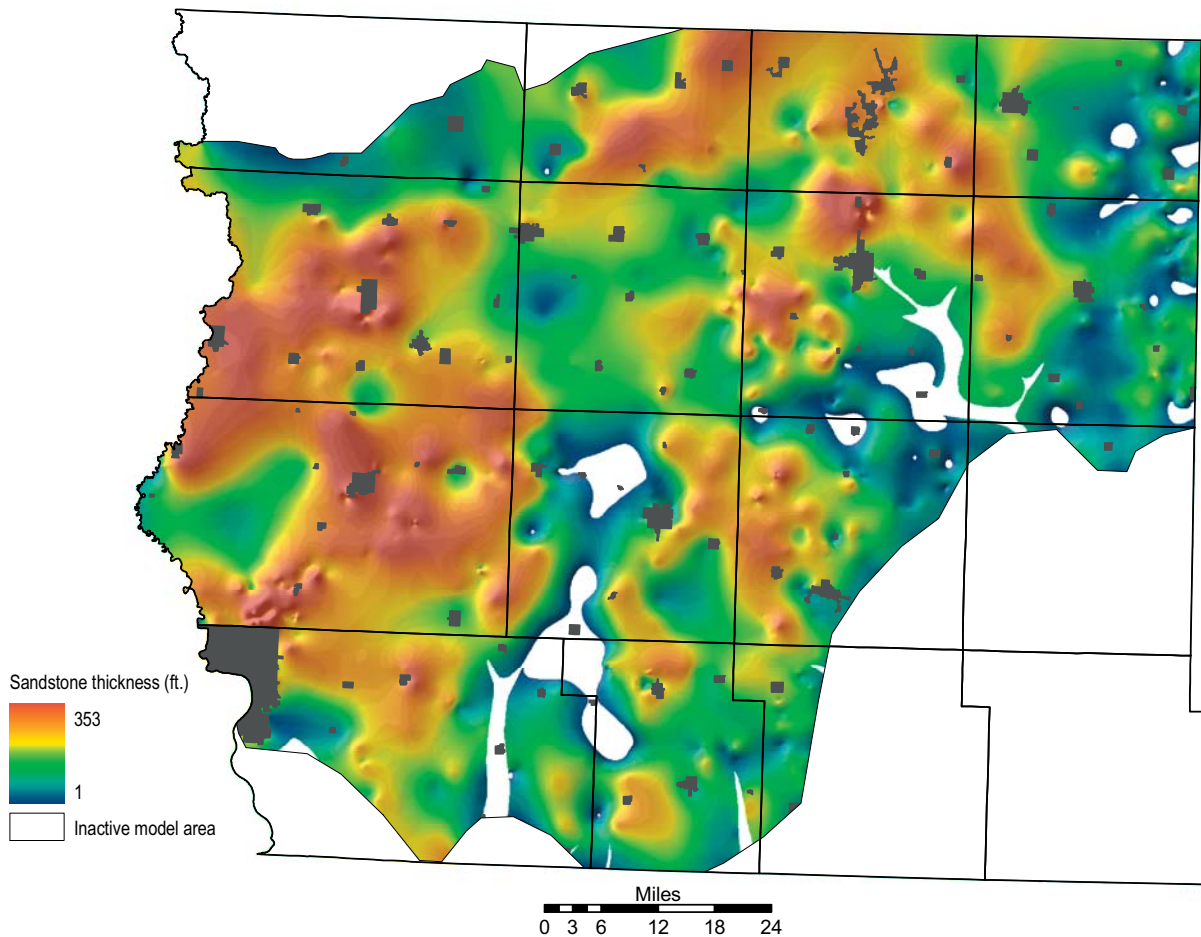 Sandstone thickness (ft.)
353
1
Inactive model area
Miles
0 3 6 12 18 24